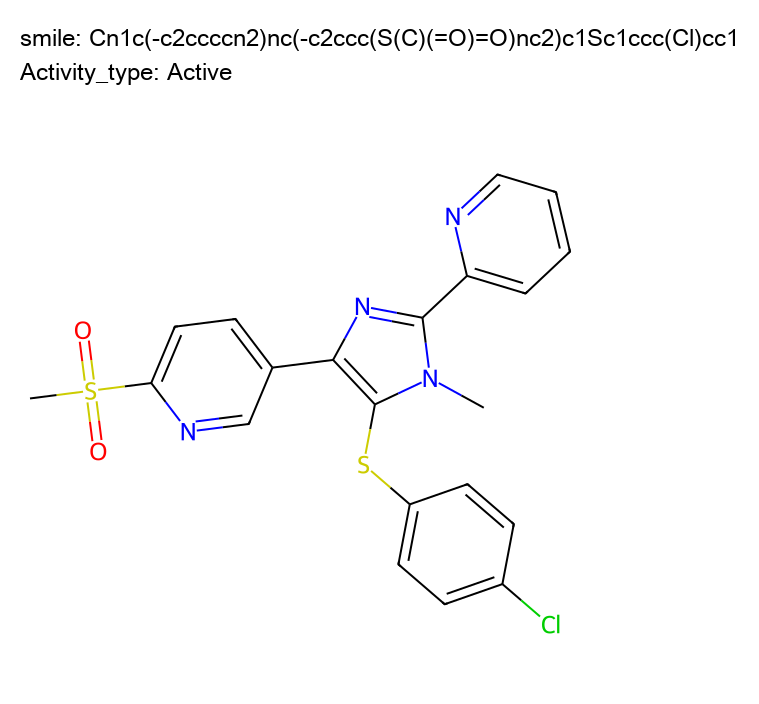 smile: Cn1c(-c2ccccn2)nc(-c2ccc(S(C)(=O)=O)nc2)c1Sc1ccc(Cl)cc1
Activity_type: Active
N
N
O
N
S
N
O
S
Cl